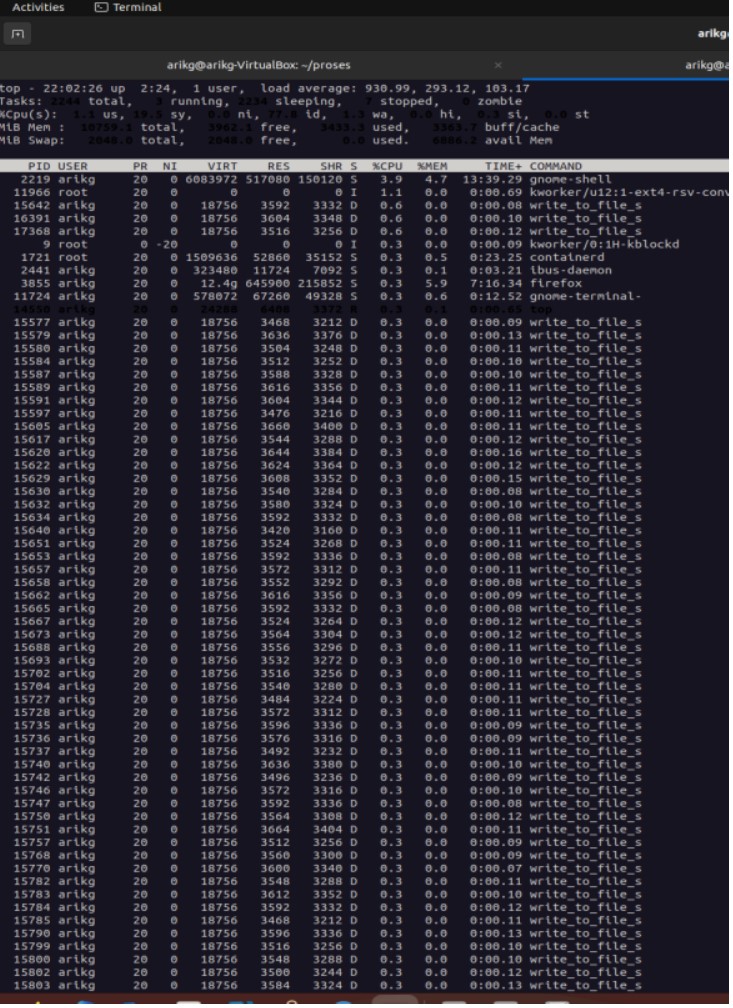 Activities Terminal
arikg
arikg@arikg-VirtualBox: ~/proses × arikg@a
top - 22:02:26 up 2:24, 1 user, load average: 930.99, 293.12, 103.17
Tasks: 2244 total, 3 running, 2234 sleeping, 7 stopped, 0 zombie
%Cpu(s): 1.1 us, 19.5 sy, 0.0 ni, 77.8 id, 1.3 wa, 0.0 hi, 0.3 si, 0.0 st
MiB Mem : 10759.1 total, 3962.1 free, 3433.3 used, 3363.7 buff/cache
MiB Swap: 2048.0 total, 2048.0 free, 0.0 used. 6886.2 avail Mem
PID USER PR NI VIRT RES SHR S %CPU %MEM TIME+ COMMAND
2219 arikg 20 0 6083972 517080 150120 S 3.9 4.7 13:39.29 gnome-shell
11966 root 20 0 0 0 0 I 1.1 0.0 0:00.69 kworker/u12:1-ext4-rsv-conv
15642 arikg 20 0 18756 3592 3332 D 0.6 0.0 0:00.08 write_to_file_s
16391 arikg 20 0 18756 3604 3348 D 0.6 0.0 0:00.10 write_to_file_s
17368 arikg 20 0 18756 3516 3256 D 0.6 0.0 0:00.12 write_to_file_s
9 root 0 -20 0 0 0 I 0.3 0.0 0:00.09 kworker/0:1H-kblockd
1721 root 20 0 1509636 52860 35152 S 0.3 0.5 0:23.25 containerd
2441 arikg 20 0 323480 11724 7092 S 0.3 0.1 0:03.21 ibus-daemon
3855 arikg 20 0 12.4g 645900 215852 S 0.3 5.9 7:16.34 firefox
11724 arikg 20 0 578072 67260 49328 S 0.3 0.6 0:12.52 gnome-terminal-
14550 arikg 20 0 24280 6408 3372 R 0.3 0.1 0:00.65 top
15577 arikg 20 0 18756 3468 3212 D 0.3 0.0 0:00.09 write_to_file_s
15579 arikg 20 0 18756 3636 3376 D 0.3 0.0 0:00.13 write_to_file_s
15580 arikg 20 0 18756 3504 3248 D 0.3 0.0 0:00.11 write_to_file_s
15584 arikg 20 0 18756 3512 3252 D 0.3 0.0 0:00.10 write_to_file_s
15587 arikg 20 0 18756 3588 3328 D 0.3 0.0 0:00.10 write_to_file_s
15589 arikg 20 0 18756 3616 3356 D 0.3 0.0 0:00.11 write_to_file_s
15591 arikg 20 0 18756 3604 3344 D 0.3 0.0 0:00.12 write_to_file_s
15597 arikg 20 0 18756 3476 3216 D 0.3 0.0 0:00.11 write_to_file_s
15605 arikg 20 0 18756 3660 3400 D 0.3 0.0 0:00.11 write_to_file_s
15617 arikg 20 0 18756 3544 3288 D 0.3 0.0 0:00.12 write_to_file_s
15620 arikg 20 0 18756 3644 3384 D 0.3 0.0 0:00.16 write_to_file_s
15622 arikg 20 0 18756 3624 3364 D 0.3 0.0 0:00.12 write_to_file_s
15629 arikg 20 0 18756 3608 3352 D 0.3 0.0 0:00.15 write_to_file_s
15630 arikg 20 0 18756 3540 3284 D 0.3 0.0 0:00.08 write_to_file_s
15632 arikg 20 0 18756 3580 3324 D 0.3 0.0 0:00.10 write_to_file_s
15634 arikg 20 0 18756 3592 3332 D 0.3 0.0 0:00.08 write_to_file_s
15640 arikg 20 0 18756 3420 3160 D 0.3 0.0 0:00.11 write_to_file_s
15651 arikg 20 0 18756 3524 3268 D 0.3 0.0 0:00.11 write_to_file_s
15653 arikg 20 0 18756 3592 3336 D 0.3 0.0 0:00.08 write_to_file_s
15657 arikg 20 0 18756 3572 3312 D 0.3 0.0 0:00.11 write_to_file_s
15658 arikg 20 0 18756 3552 3292 D 0.3 0.0 0:00.08 write_to_file_s
15662 arikg 20 0 18756 3616 3356 D 0.3 0.0 0:00.09 write_to_file_s
15665 arikg 20 0 18756 3592 3332 D 0.3 0.0 0:00.08 write_to_file_s
15667 arikg 20 0 18756 3524 3264 D 0.3 0.0 0:00.12 write_to_file_s
15673 arikg 20 0 18756 3564 3304 D 0.3 0.0 0:00.12 write_to_file_s
15688 arikg 20 0 18756 3556 3296 D 0.3 0.0 0:00.11 write_to_file_s
15693 arikg 20 0 18756 3532 3272 D 0.3 0.0 0:00.10 write_to_file_s
15702 arikg 20 0 18756 3516 3256 D 0.3 0.0 0:00.11 write_to_file_s
15704 arikg 20 0 18756 3540 3280 D 0.3 0.0 0:00.11 write_to_file_s
15727 arikg 20 0 18756 3484 3224 D 0.3 0.0 0:00.11 write_to_file_s
15728 arikg 20 0 18756 3572 3312 D 0.3 0.0 0:00.11 write_to_file_s
15735 arikg 20 0 18756 3596 3336 D 0.3 0.0 0:00.09 write_to_file_s
15736 arikg 20 0 18756 3576 3316 D 0.3 0.0 0:00.09 write_to_file_s
15737 arikg 20 0 18756 3492 3232 D 0.3 0.0 0:00.11 write_to_file_s
15740 arikg 20 0 18756 3636 3380 D 0.3 0.0 0:00.10 write_to_file_s
15742 arikg 20 0 18756 3496 3236 D 0.3 0.0 0:00.09 write_to_file_s
15746 arikg 20 0 18756 3572 3316 D 0.3 0.0 0:00.10 write_to_file_s
15747 arikg 20 0 18756 3592 3336 D 0.3 0.0 0:00.08 write_to_file_s
15750 arikg 20 0 18756 3564 3308 D 0.3 0.0 0:00.12 write_to_file_s
15751 arikg 20 0 18756 3664 3404 D 0.3 0.0 0:00.11 write_to_file_s
15757 arikg 20 0 18756 3512 3256 D 0.3 0.0 0:00.09 write_to_file_s
15768 arikg 20 0 18756 3560 3300 D 0.3 0.0 0:00.09 write_to_file_s
15770 arikg 20 0 18756 3600 3340 D 0.3 0.0 0:00.07 write_to_file_s
15782 arikg 20 0 18756 3548 3288 D 0.3 0.0 0:00.11 write_to_file_s
15783 arikg 20 0 18756 3612 3352 D 0.3 0.0 0:00.10 write_to_file_s
15784 arikg 20 0 18756 3592 3332 D 0.3 0.0 0:00.12 write_to_file_s
15785 arikg 20 0 18756 3468 3212 D 0.3 0.0 0:00.11 write_to_file_s
15790 arikg 20 0 18756 3596 3336 D 0.3 0.0 0:00.13 write_to_file_s
15799 arikg 20 0 18756 3516 3256 D 0.3 0.0 0:00.10 write_to_file_s
15800 arikg 20 0 18756 3548 3288 D 0.3 0.0 0:00.10 write_to_file_s
15802 arikg 20 0 18756 3500 3244 D 0.3 0.0 0:00.12 write_to_file_s
15803 arikg 20 0 18756 3584 3324 D 0.3 0.0 0:00.13 write_to_file_s